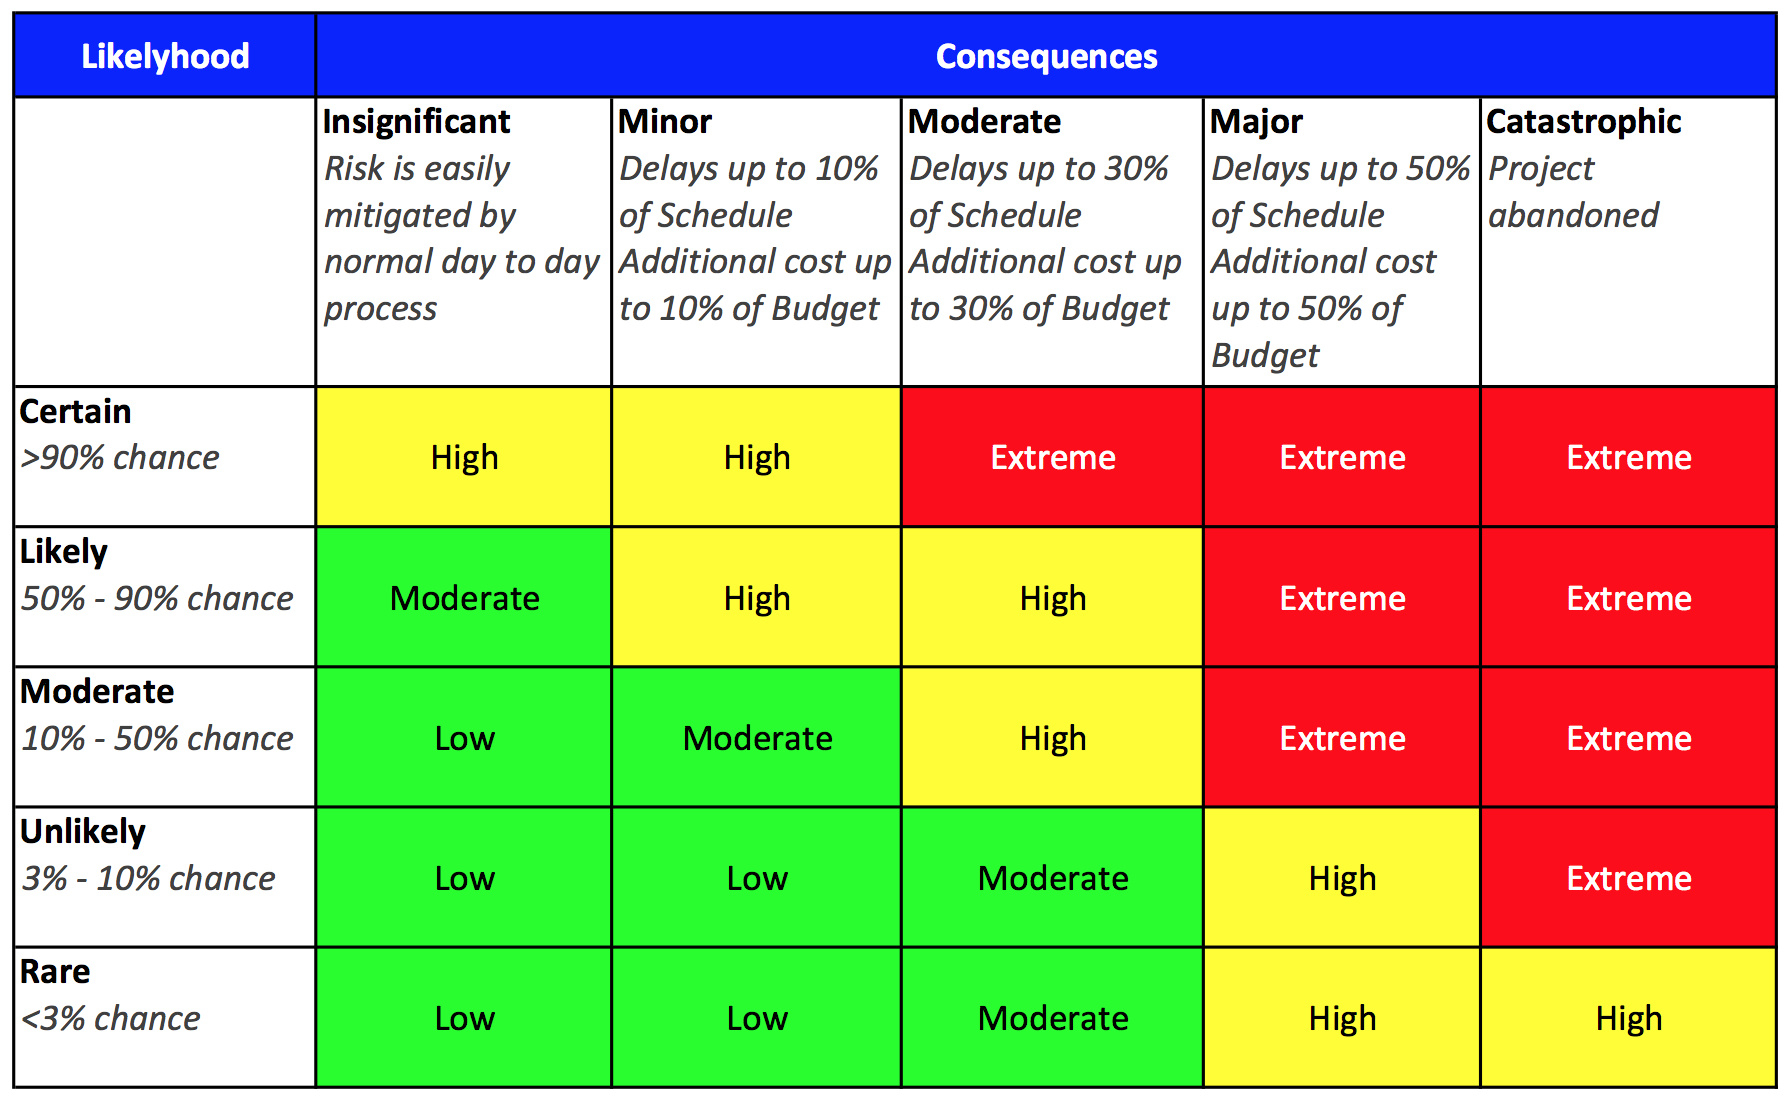 Likelyhood
Consequences
Insignificant
Risk is easily
mitigated by
normal day to day
process
Minor
Delays up to 10%
of Schedule
Additional cost up
to 10% of Budget
Moderate
Delays up to 30%
of Schedule
Additional cost up
to 30% of Budget
Major
Delays up to 50%
of Schedule
Additional cost
up to 50% of
Budget
Catastrophic
Project
abandoned
Certain
>90% chance
High
High
Extreme
Extreme
Extreme
Likely
50% - 90% chance
Moderate
High
High
Extreme
Extreme
Moderate
10% - 50% chance
Low
Moderate
High
Extreme
Extreme
Unlikely
3% - 10% chance
Low
Low
Moderate
High
Extreme
Rare
<3% chance
Low
Low
Moderate
High
High